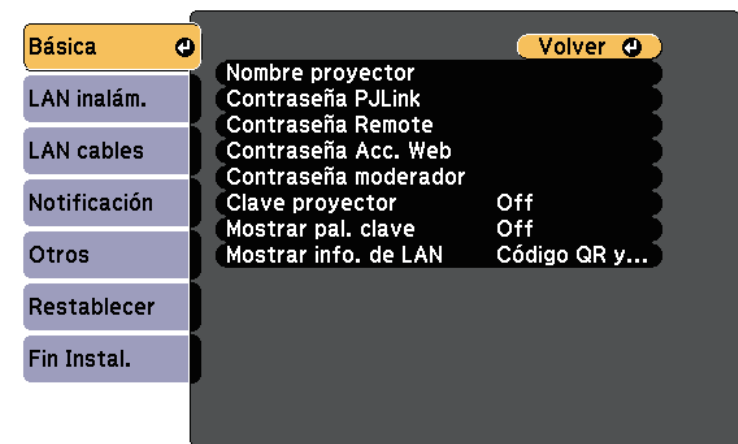 Básica
LAN inalám.
LAN cables
Notificación
Otros
Restablecer
Fin Instal.
Volver
Nombre proyector
Contraseña PJLink
Contraseña Remote
Contraseña Acc. Web
Contraseña moderador
Clave proyector Off
Mostrar pal. clave Off
Mostrar info. de LAN Código QR y...